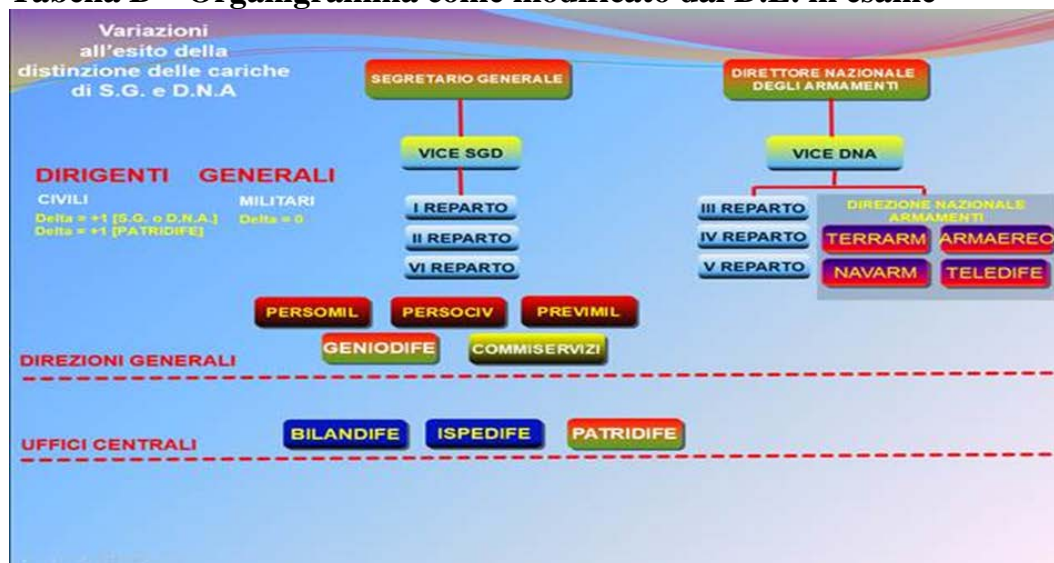 Tabella B – Organigramma come modificato dal D.L. in esame
Variazioni
all'esito della
distinzione delle cariche
di S.G. e D.N.A
SEGRETARIO GENERALE
DIRETTORE NAZIONALE
DEGLI ARMAMENTI
VICE SGD
VICE DNA
DIRIGENTI GENERALI
CIVILI
MILITARI
Delta = +1 [S.G. o D.N.A.]
Delta = 0
Delta = +1 [PATRIDIFE]
I REPARTO
II REPARTO
VI REPARTO
III REPARTO
IV REPARTO
V REPARTO
DIREZIONE NAZIONALE
ARMAMENTI
TERRARM
ARMAEREO
NAVARM
TELEDIFE
PERSOMIL
PERSOCIV
PREVIMIL
GENIODIFE
COMMISERVIZI
DIREZIONI GENERALI
BILANDIFE
ISPEDIFE
PATRIDIFE
UFFICI CENTRALI